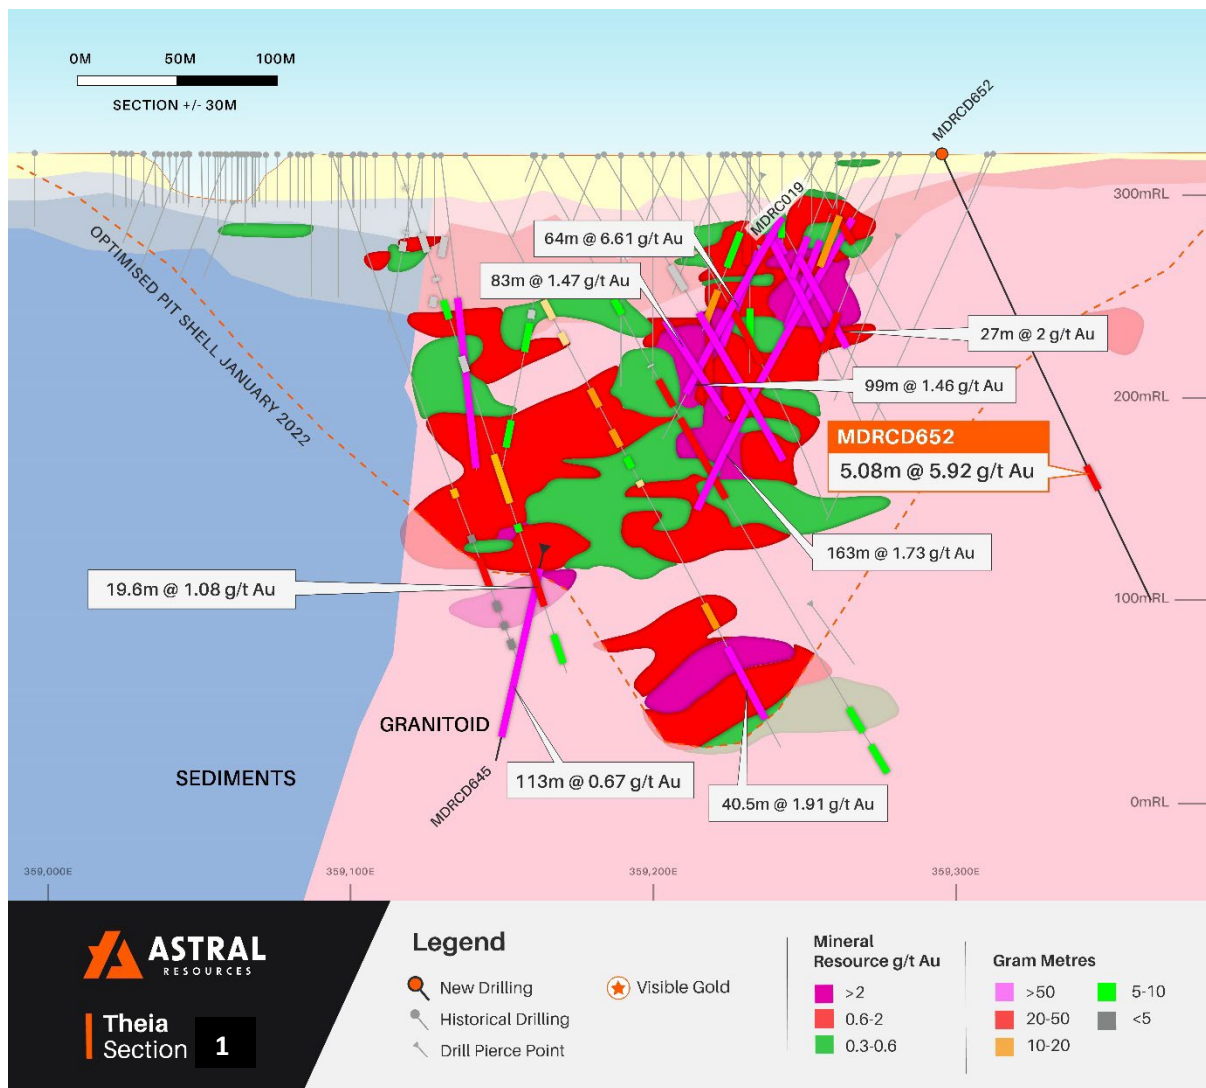 0M 50M 100M
SECTION +/- 30M
MDRCD652
300mRL
MDRC019
64m @ 6.61 g/t Au
83m @ 1.47 g/t Au
OPTIMISED PIT SHELL JANUARY 2022
27m @ 2 g/t Au
99m @ 1.46 g/t Au
200mRL
MDRCD652
5.08m @ 5.92 g/t Au
163m @ 1.73 g/t Au
19.6m @ 1.08 g/t Au
100mRL
GRANITOID
SEDIMENTS
MDRCD645
113m @ 0.67 g/t Au
40.5m @ 1.91 g/t Au
0mRL
359,000E 359,100E 359,200E 359,300E
ASTRAL
RESOURCES
Theia
Section 1
Legend
New Drilling
Visible Gold
Historical Drilling
Drill Pierce Point
Mineral
Resource g/t Au
>2
0.6-2
0.3-0.6
Gram Metres
>50
5-10
20-50
<5
10-20